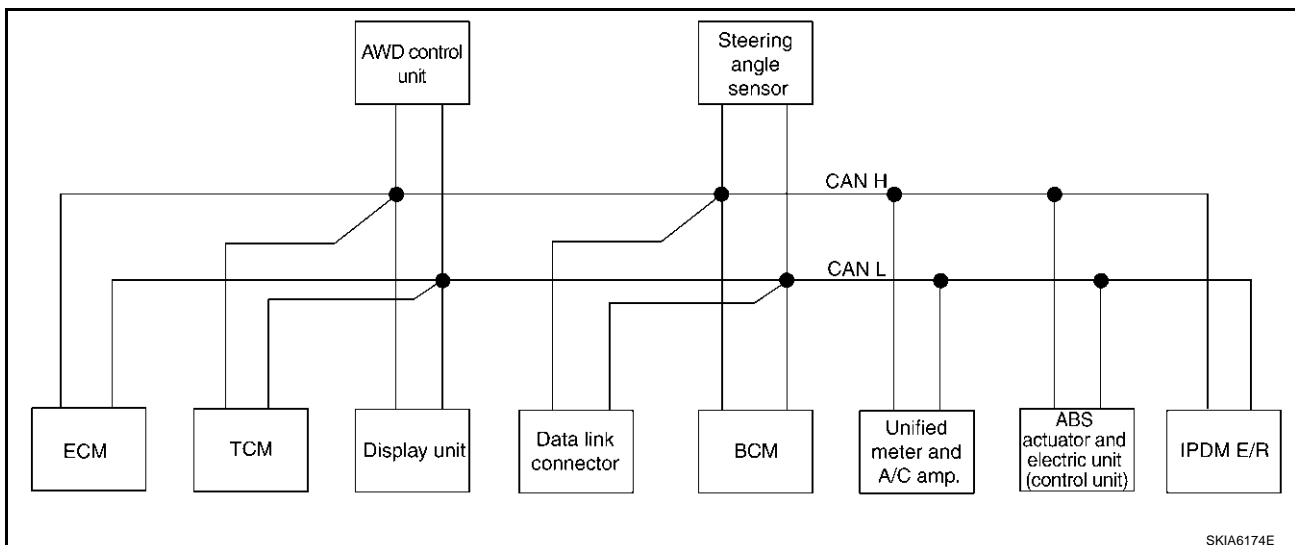 AWD control
unit
Steering
angle
sensor
CAN H
CAN L
ECM
TCM
Display unit
Data link
connector
BCM
Unified
meter and
A/C amp.
ABS
actuator and
electric unit
(control unit)
IPDM E/R
SKIA6174E